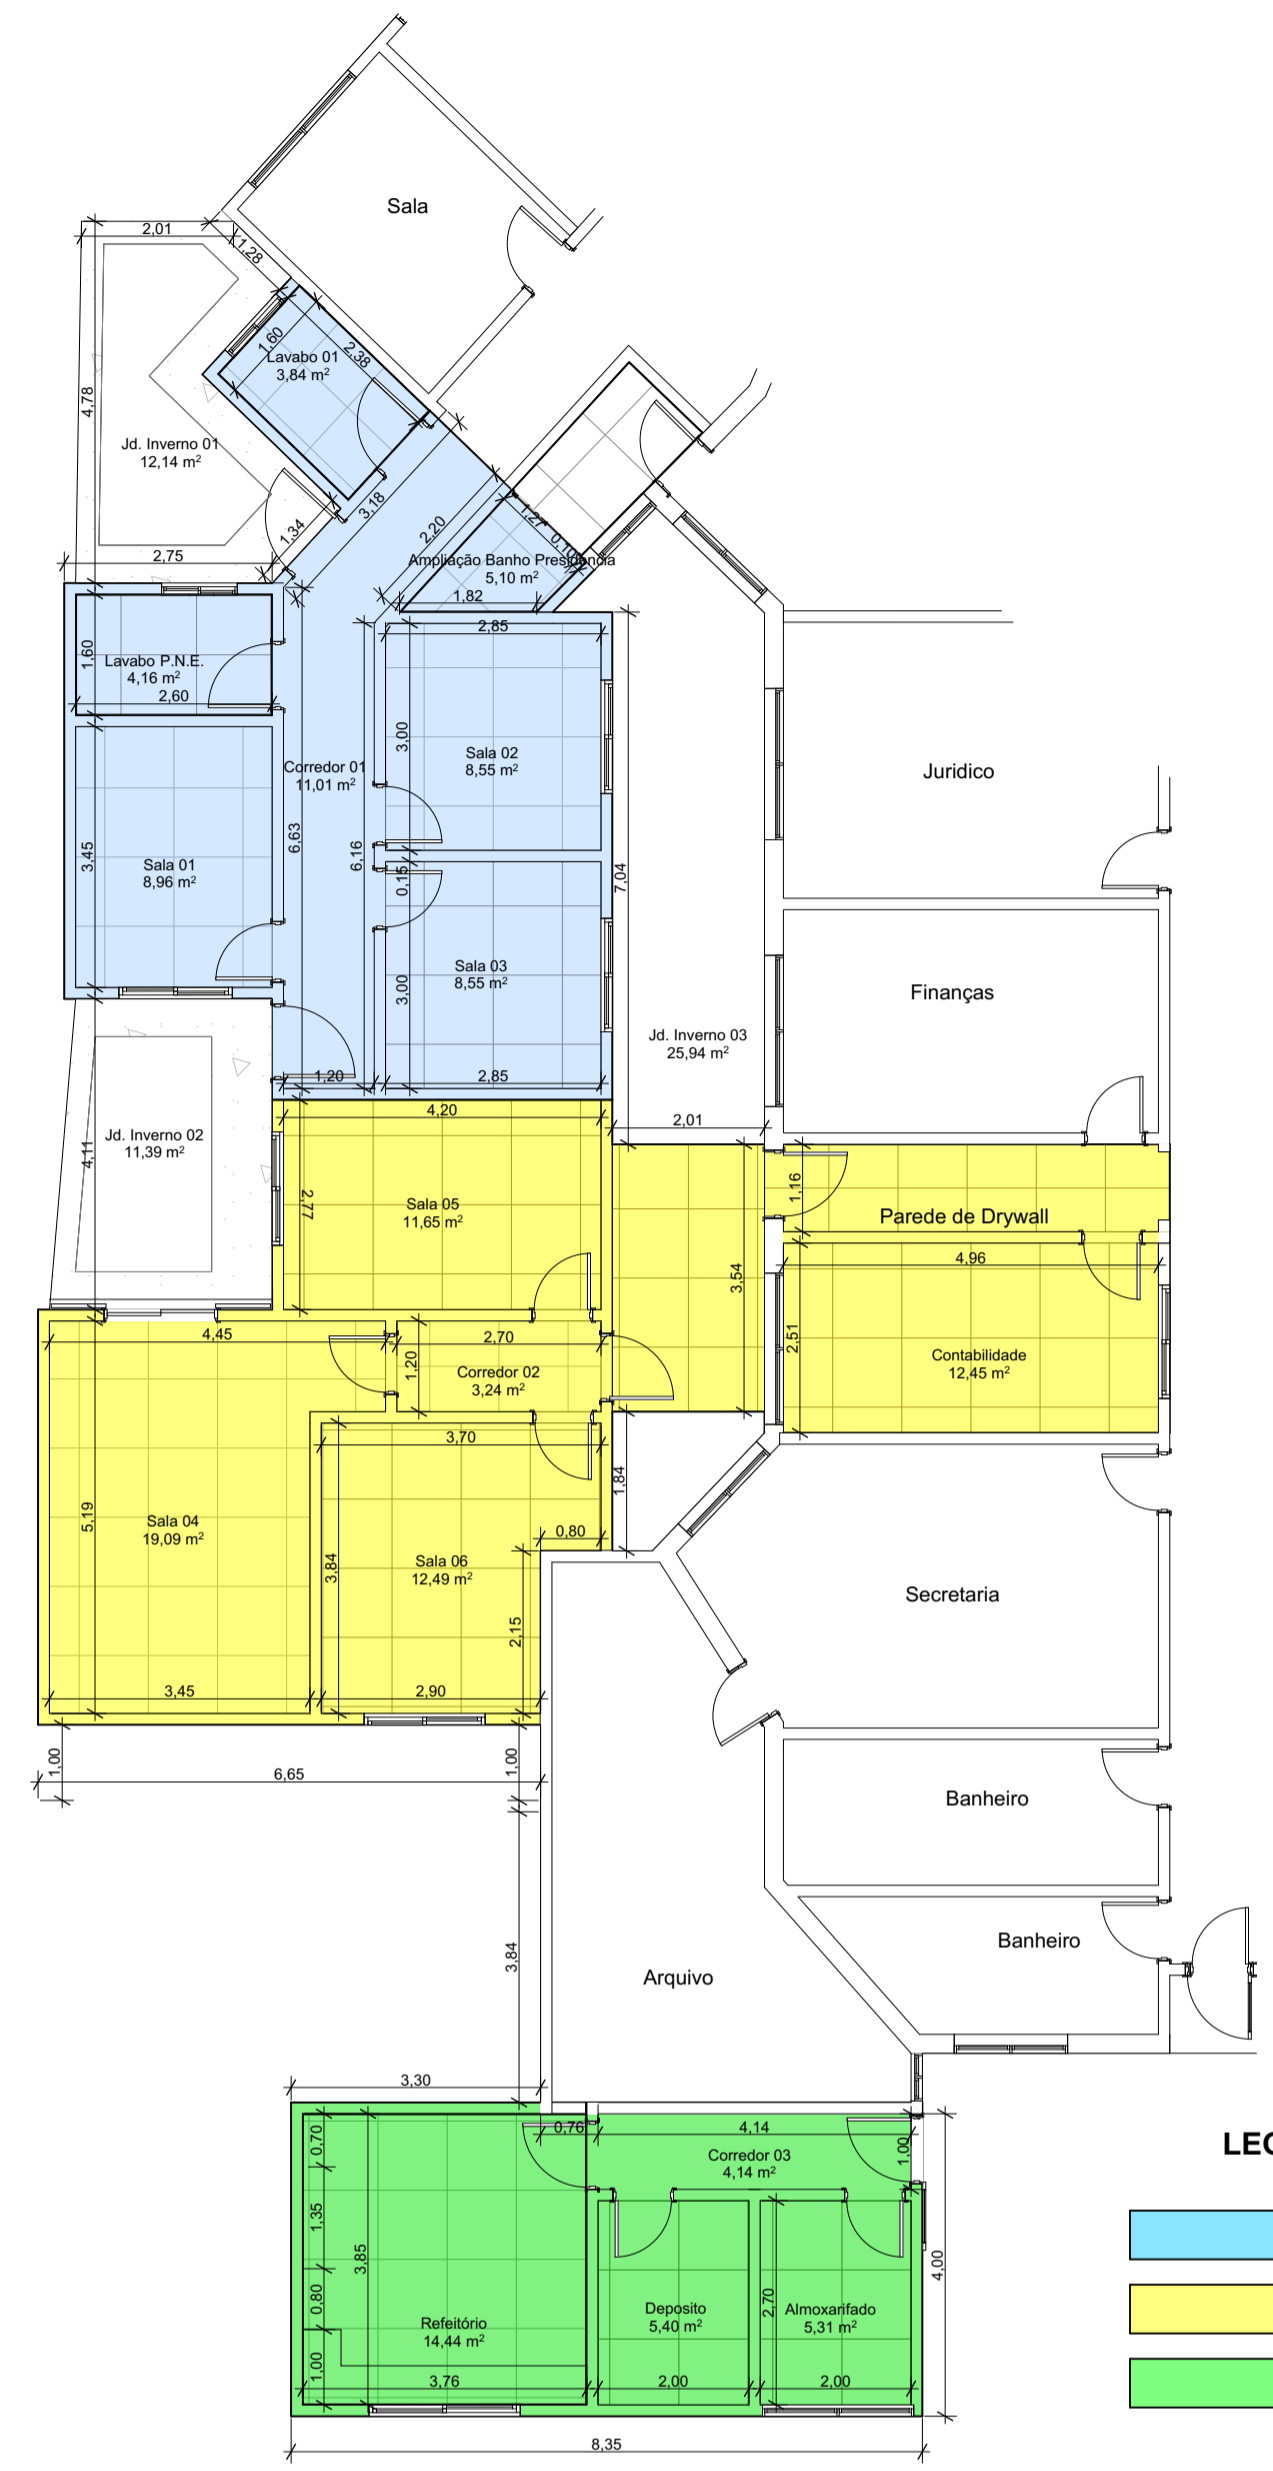 Sala
2,01
1,28
1,60
2,38
Lavabo 01
3,84 m²
4,78
Jd. Inverno 01
12,14 m²
3,18
1,34
2,20
1,27
0,10
2,75
Ampliação Banho Presidencia
5,10 m²
1,82
2,85
1,60
Lavabo P.N.E.
4,16 m²
2,60
3,00
Sala 02
8,55 m²
Corredor 01
11,01 m²
Juridico
6,63
6,16
3,45
Sala 01
8,96 m²
0,15
7,04
Sala 03
8,55 m²
3,00
Finanças
Jd. Inverno 03
25,94 m²
1,20
2,85
4,20
2,01
Jd. Inverno 02
11,39 m²
4,11
2,77
Sala 05
11,65 m²
1,16
Parede de Drywall
4,96
3,54
4,45
2,70
1,20
2,51
Contabilidade
12,45 m²
Corredor 02
3,24 m²
3,70
1,84
5,19
Sala 04
19,09 m²
0,80
3,84
Sala 06
12,49 m²
2,15
Secretaria
3,45
2,90
1,00
6,65
1,00
Banheiro
Banheiro
3,84
Arquivo
3,30
0,76
4,14
0,70
Corredor 03
4,14 m²
1,00
LEG
1,35
3,85
4,00
0,80
Refeitório
14,44 m²
Deposito
5,40 m²
2,70
Almoxarifado
5,31 m²
1,00
3,76
2,00
2,00
8,35